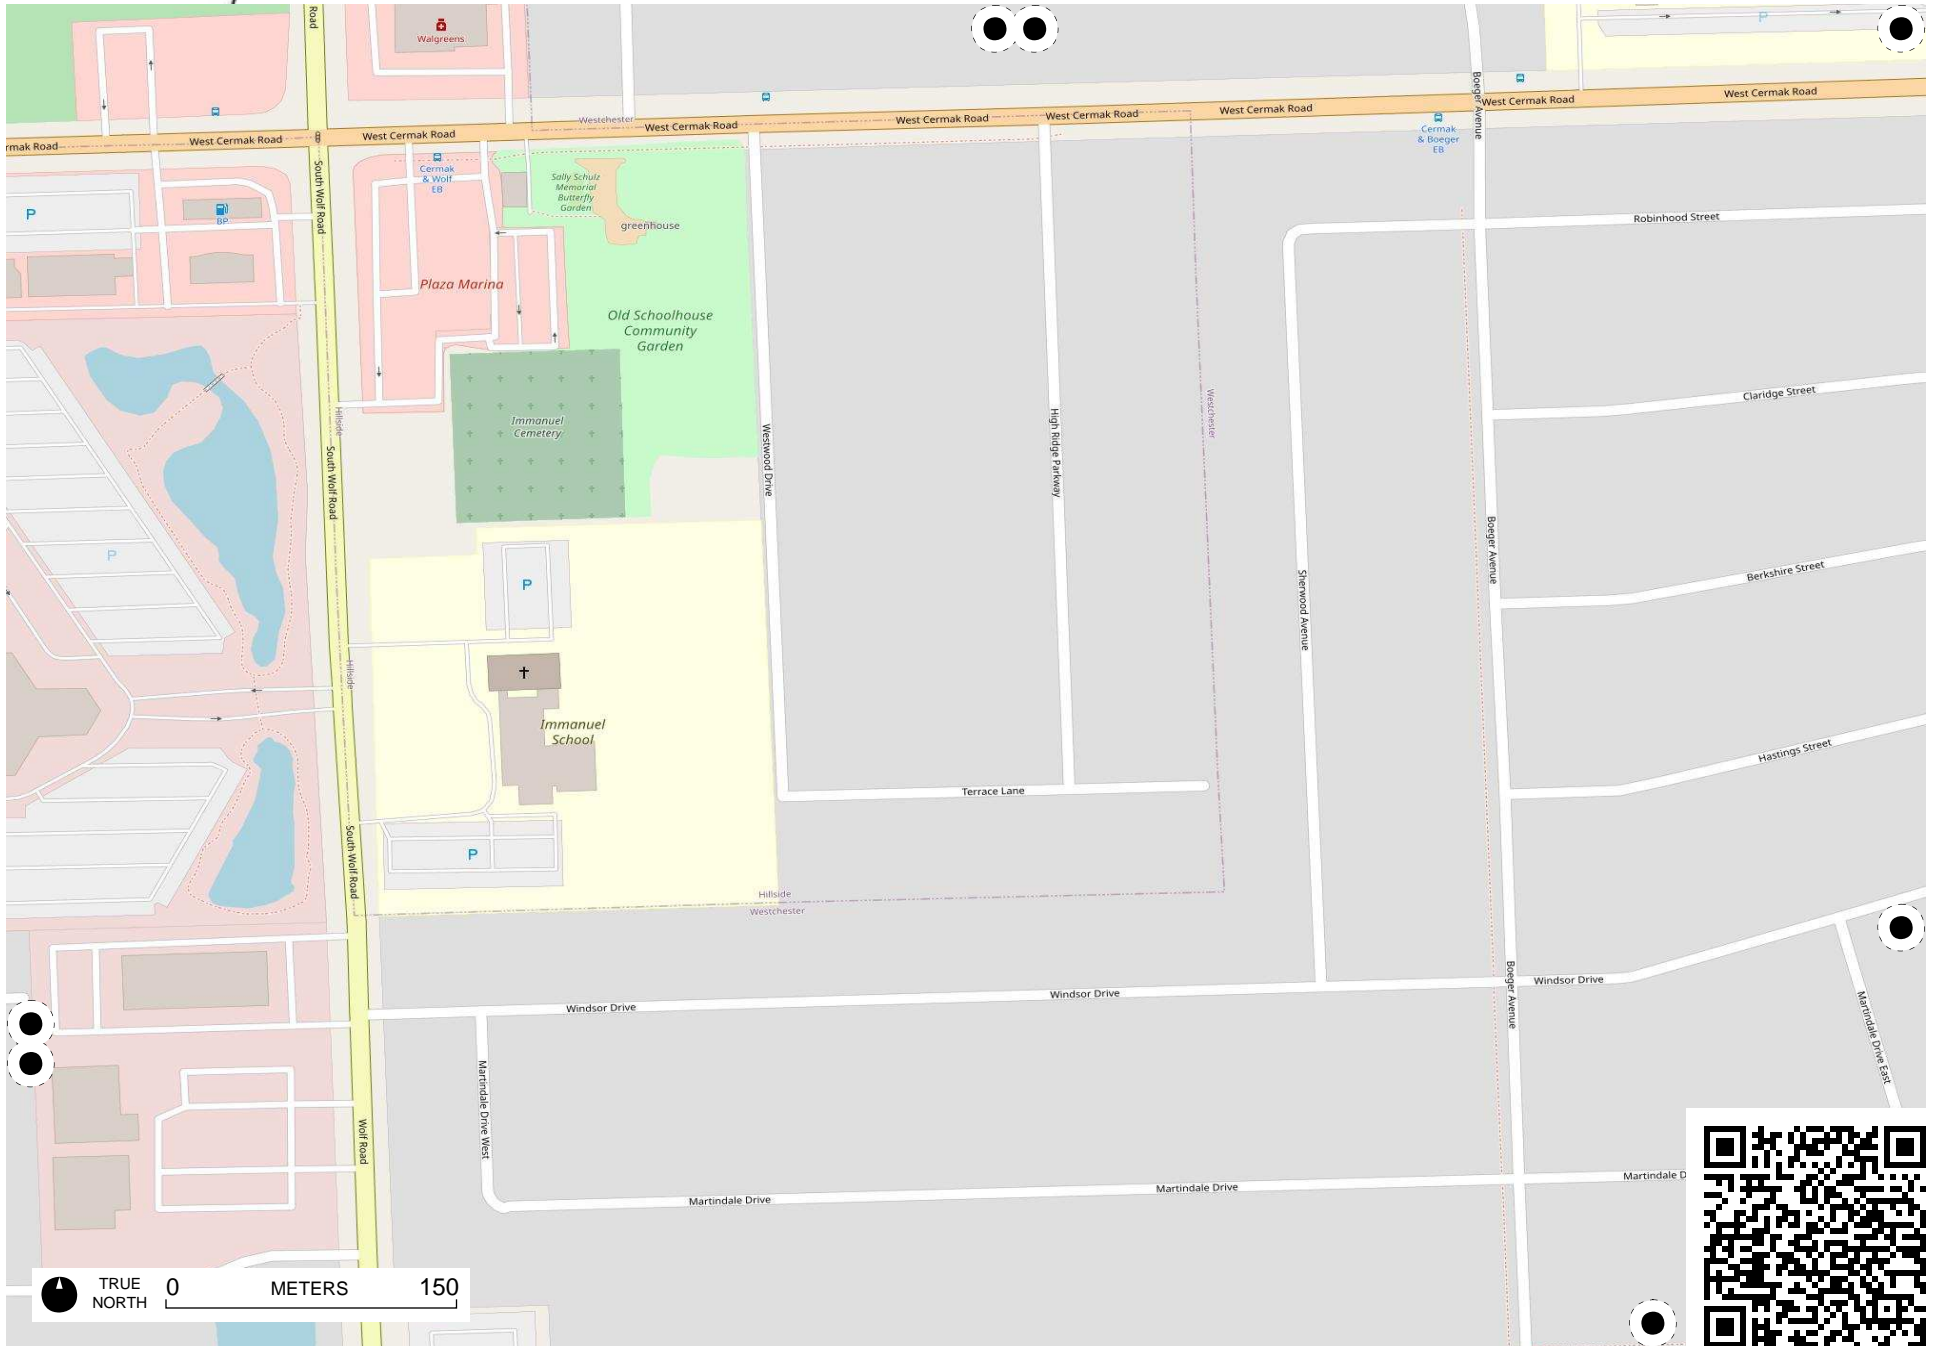 Road
Walgreens
Boeger Avenue
P
West Cermak Road
West Cermak Road
West Cermak Road
West Cermak Road
West Cermak Road
West Cermak Road
West Cermak Road
West Cermak Road
rmak Road
Westchester
Cermak
& Wolf
EB
Cermak
& Boeger
EB
South Wolf Road
P
BP
Sally Schulz
Memorial
Butterfly
Garden
greenhouse
Robinhood Street
Plaza Marina
Old Schoolhouse
Community
Garden
Claridge Street
Hillside
Immanuel
Cemetery
Westwood Drive
High Ridge Parkway
Westchester
South Wolf Road
P
P
Boeger Avenue
Berkshire Street
Sherwood Avenue
Hillside
Immanuel
School
Hastings Street
Terrace Lane
South Wolf Road
P
Hillside
Westchester
Windsor Drive
Windsor Drive
Windsor Drive
Boeger Avenue
Martindale Drive East
Martindale Drive West
Wolf Road
Martindale Drive
Martindale Drive
Martindale D
TRUE
NORTH
0 METERS 150